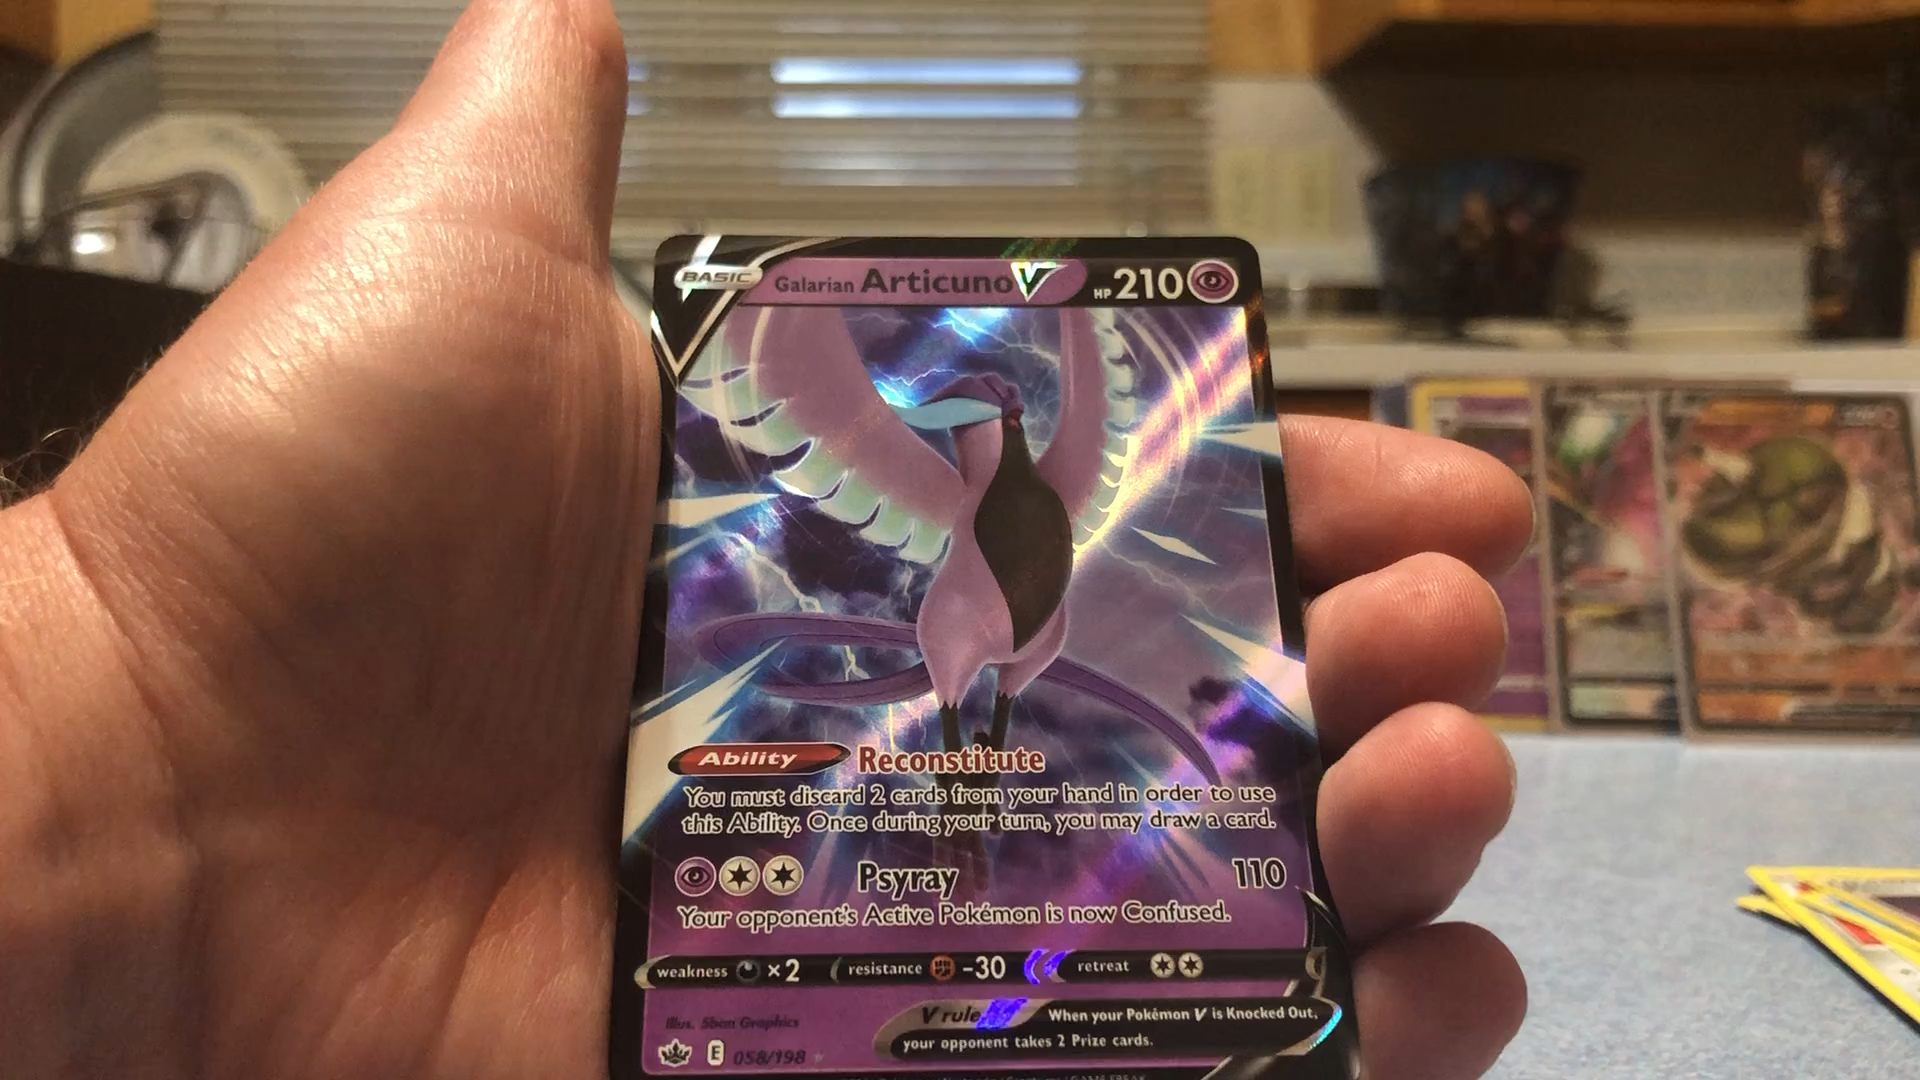 BASIC Galarian Articuno V HP 210
Ability Reconstitute
You must discard 2 cards from your hand in order to use
this Ability. Once during your turn, you may draw a card.
Psyray 110
Your opponent's Active Pokémon is now Confused.
weakness ×2 resistance -30 retreat
Illus. 5ban Graphics
V rule When your Pokémon V is Knocked Out,
your opponent takes 2 Prize cards.
E 058/198